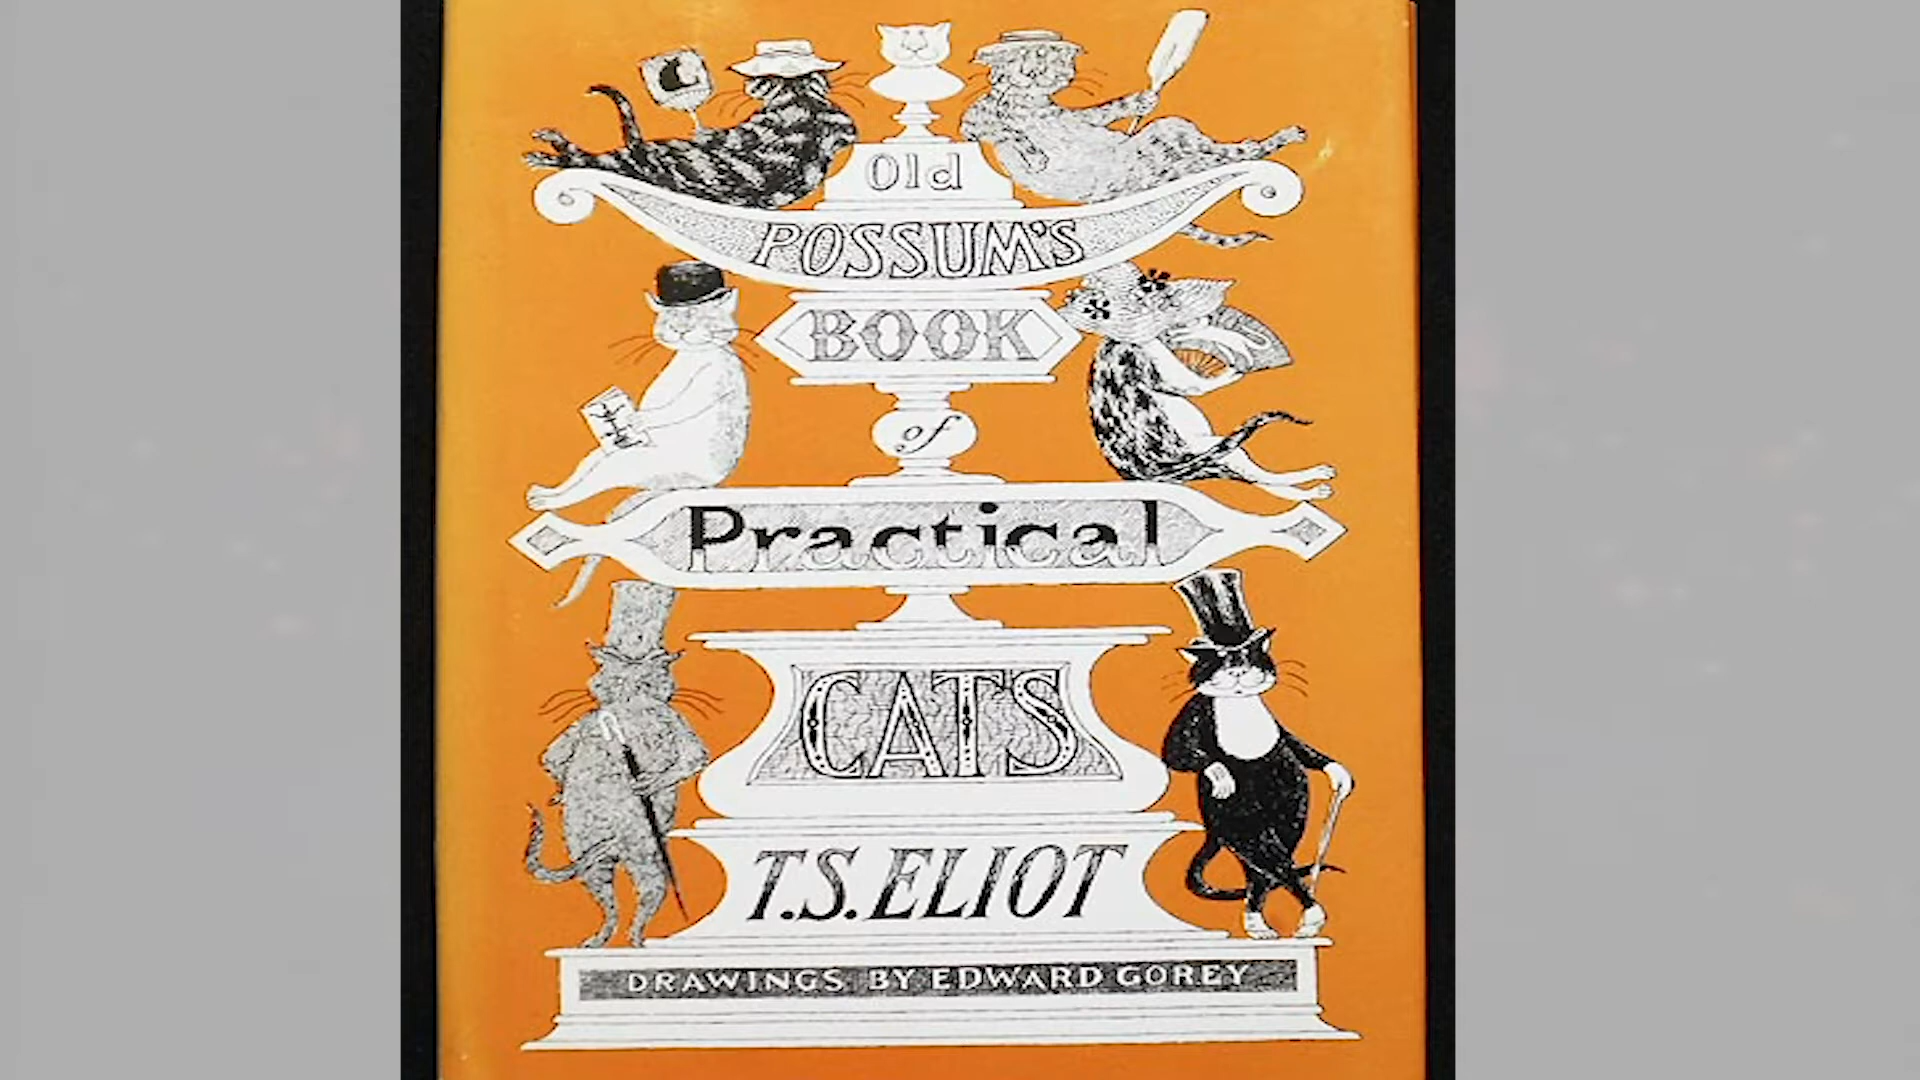 Old
POSSUM'S
BOOK
of
Practical
CATS
T.S. ELIOT
DRAWINGS BY EDWARD GOREY